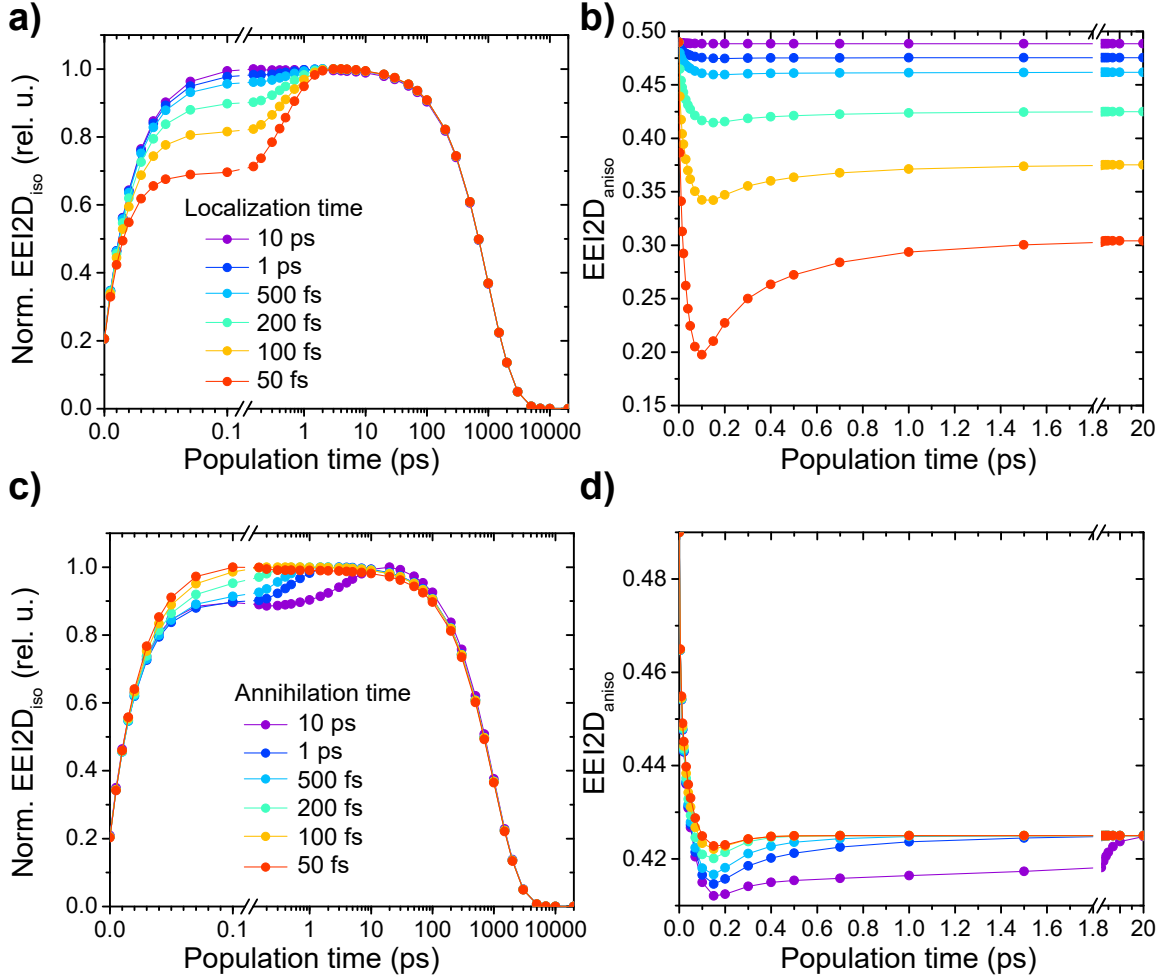 a)
Norm. EEI2D_iso (rel. u.)
1.0
0.8
0.6
0.4
0.2
0.0
Localization time
10 ps
1 ps
500 fs
200 fs
100 fs
50 fs
0.0 0.1 1 10 100 1000 10000
Population time (ps)
b)
EEI2D_aniso
0.50
0.45
0.40
0.35
0.30
0.25
0.20
0.15
0.0 0.2 0.4 0.6 0.8 1.0 1.2 1.4 1.6 1.8 20
Population time (ps)
c)
Norm. EEI2D_iso (rel. u.)
1.0
0.8
0.6
0.4
0.2
0.0
Annihilation time
10 ps
1 ps
500 fs
200 fs
100 fs
50 fs
0.0 0.1 1 10 100 1000 10000
Population time (ps)
d)
EEI2D_aniso
0.48
0.46
0.44
0.42
0.0 0.2 0.4 0.6 0.8 1.0 1.2 1.4 1.6 1.8 20
Population time (ps)